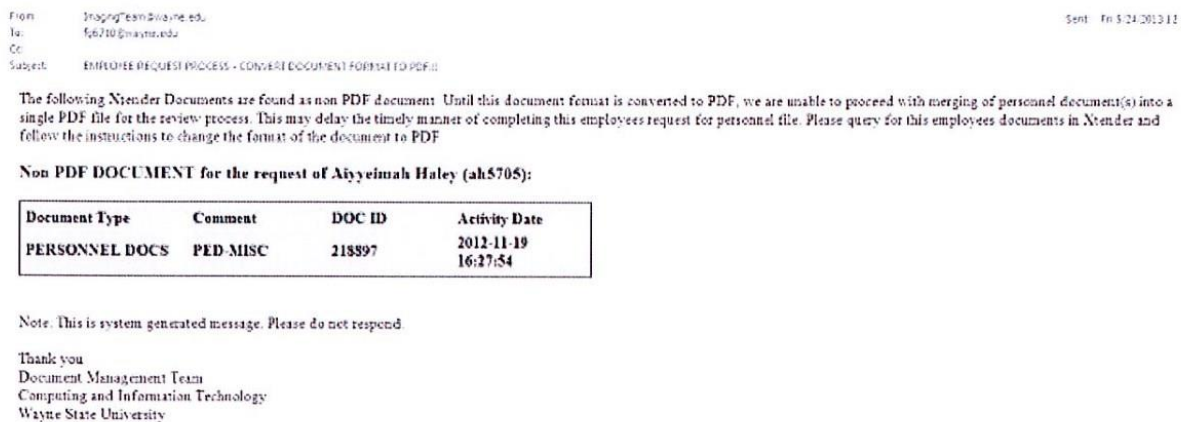 From: ImagingTeam@wayne.edu Sent: Fri 5/24/2013 12
To: fj6710@wayne.edu
Cc:
Subject: EMPLOYEE REQUEST PROCESS - CONVERT DOCUMENT FORMAT TO PDF.!!
The following Xtender Documents are found as non PDF document. Until this document format is converted to PDF, we are unable to proceed with merging of personnel document(s) into a
single PDF file for the review process. This may delay the timely manner of completing this employees request for personnel file. Please query for this employees documents in Xtender and
follow the instructions to change the format of the document to PDF
Non PDF DOCUMENT for the request of Aiyyeimah Haley (ah5705):
Document Type Comment DOC ID Activity Date
PERSONNEL DOCS PED-MISC 218897 2012-11-19
16:27:54
Note: This is system generated message. Please do not respond.
Thank you
Document Management Team
Computing and Information Technology
Wayne State University